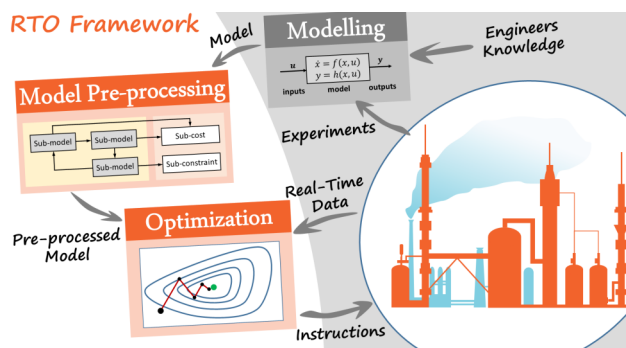 RTO Framework
Model
Modelling
u
ẋ = f(x,u)
y = h(x,u)
y
inputs
model
outputs
Engineers
Knowledge
Model Pre-processing
Sub-model
Sub-model
Sub-cost
Sub-model
Sub-constraint
Experiments
Real-Time
Data
Pre-processed
Model
Optimization
Instructions